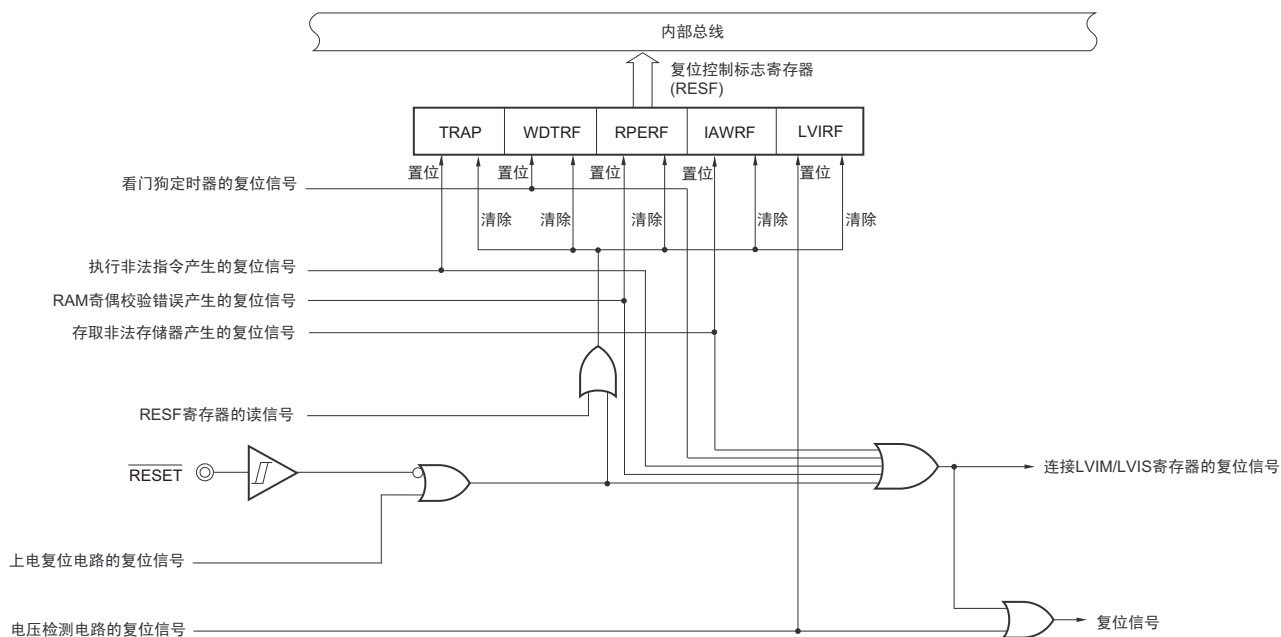 内部总线
复位控制标志寄存器
(RESF)
TRAP WDTRF RPERF IAWRF LVIRF
置位 置位 置位 置位 置位
看门狗定时器的复位信号
清除 清除 清除 清除 清除
执行非法指令产生的复位信号
RAM奇偶校验错误产生的复位信号
存取非法存储器产生的复位信号
RESF寄存器的读信号
RESET
连接LVIM/LVIS寄存器的复位信号
上电复位电路的复位信号
电压检测电路的复位信号
复位信号